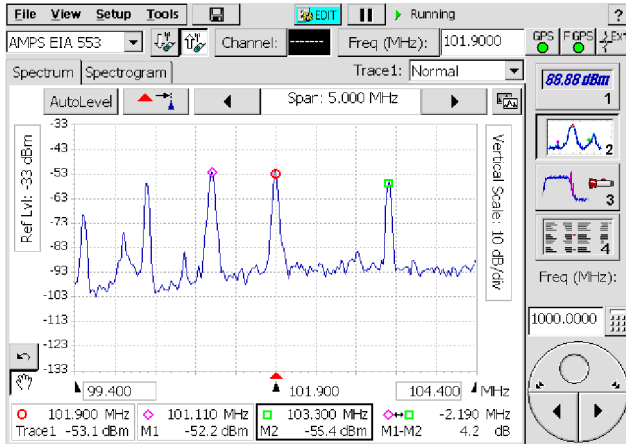 File View Setup Tools EDIT Running ?
AMPS EIA 553 Channel: ------- Freq (MHz): 101.9000 GPS FGPS Ext
Spectrum Spectrogram Trace1: Normal
AutoLevel Span: 5.000 MHz
88.88 dBm
1
2
3
4
Ref Lvl: -33 dBm
-33
-43
-53
-63
-73
-83
-93
-103
-113
-123
-133
Vertical Scale: 10 dB/div
Freq (MHz):
1000.0000
99.400 101.900 104.400 MHz
101.900 MHz 101.110 MHz 103.300 MHz -2.190 MHz
Trace1 -53.1 dBm M1 -52.2 dBm M2 -56.4 dBm M1-M2 4.2 dB